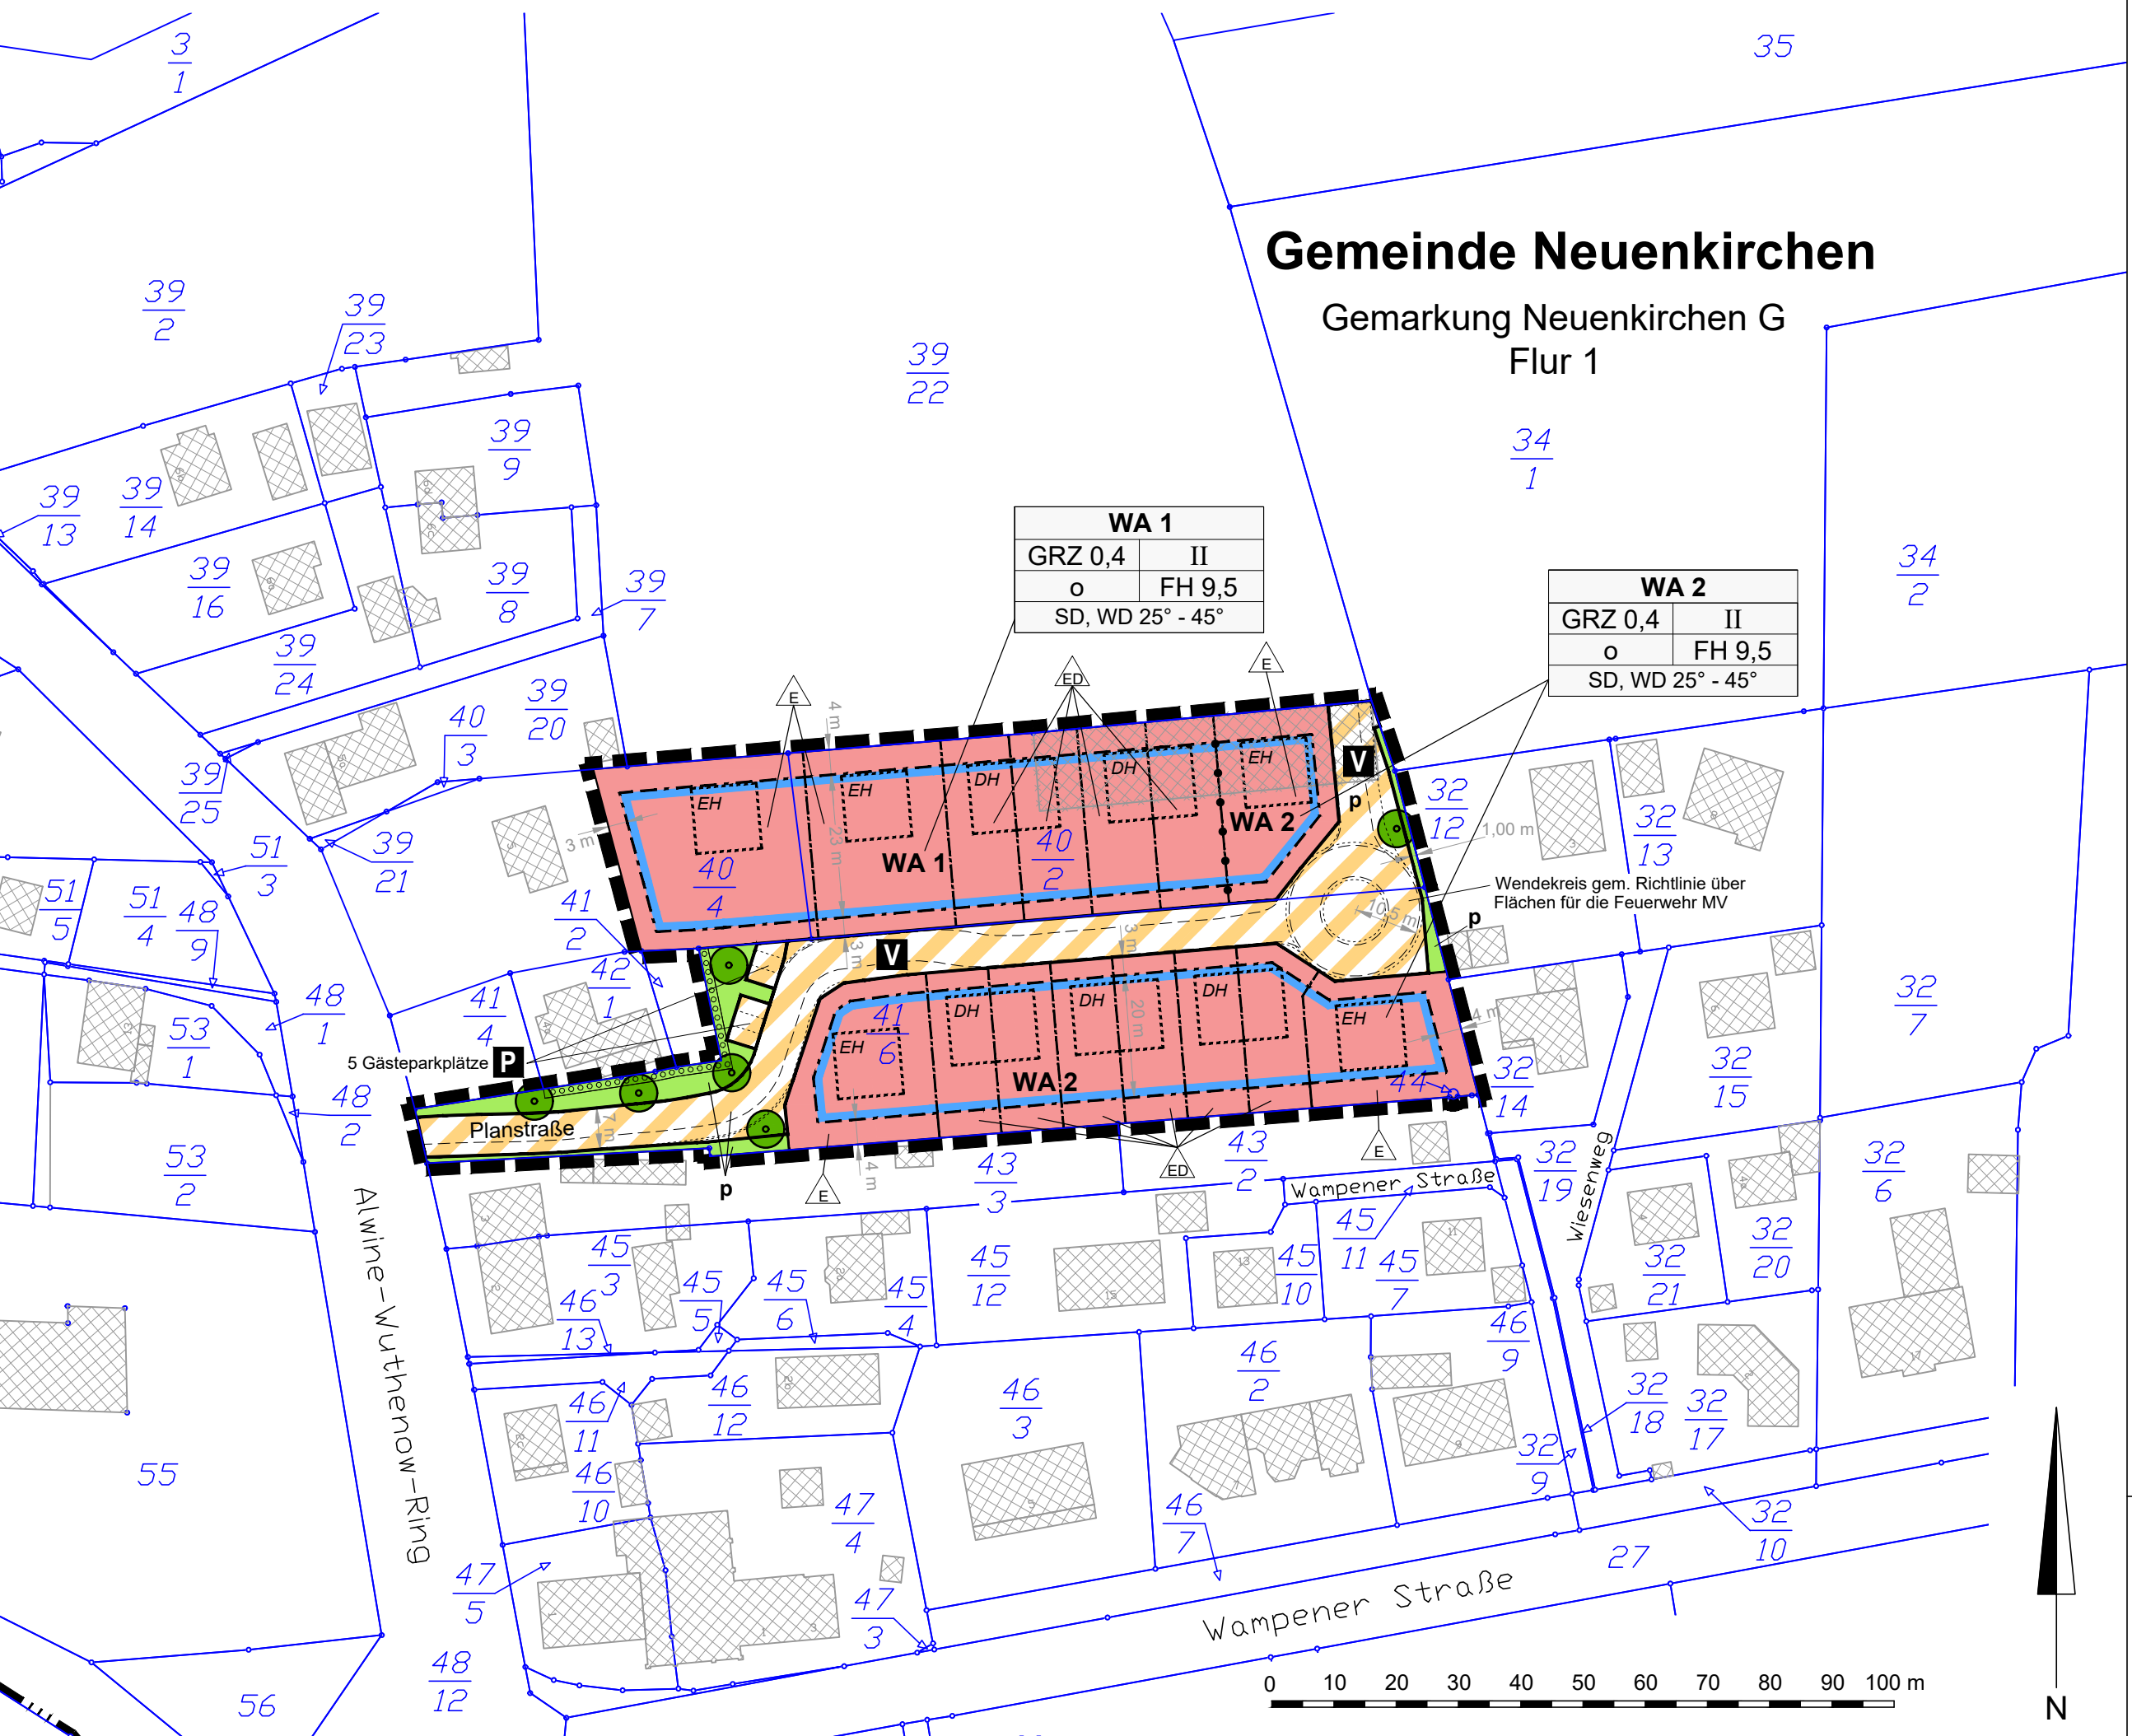 3
1
35
Gemeinde Neuenkirchen
Gemarkung Neuenkirchen G
Flur 1
39
2
39
23
39
22
39
9
34
1
39
13
39
14
39
16
39
8
39
7
34
2
WA 1
GRZ 0,4 II
o FH 9,5
SD, WD 25° - 45°
WA 2
GRZ 0,4 II
o FH 9,5
SD, WD 25° - 45°
39
24
39
20
40
3
39
25
39
21
E
ED
E
4 m
3 m
23 m
EH
EH
DH
DH
EH
V
p
WA 2
WA 1
40
4
40
2
32
12
32
13
1,00 m
Wendekreis gem. Richtlinie über
Flächen für die Feuerwehr MV
10,5 m
p
51
3
51
5
51
4
48
9
41
2
42
1
41
4
V
3 m
3 m
48
1
53
1
48
2
53
2
5 Gästeparkplätze P
Planstraße
7 m
41
6
EH
DH
DH
DH
EH
20 m
WA 2
4 m
44
4 m
p
E
ED
E
32
14
32
15
32
7
32
19
32
6
Wiesenweg
43
3
43
2
Wampener Straße
Alwine-Wuthenow-Ring
45
3
45
5
45
6
45
4
45
12
45
10
45
11
45
7
32
21
32
20
46
13
46
9
46
2
46
3
46
12
46
11
46
10
32
18
32
17
32
9
32
10
55
47
4
46
7
27
47
5
47
3
Wampener Straße
48
12
56
0 10 20 30 40 50 60 70 80 90 100 m
N